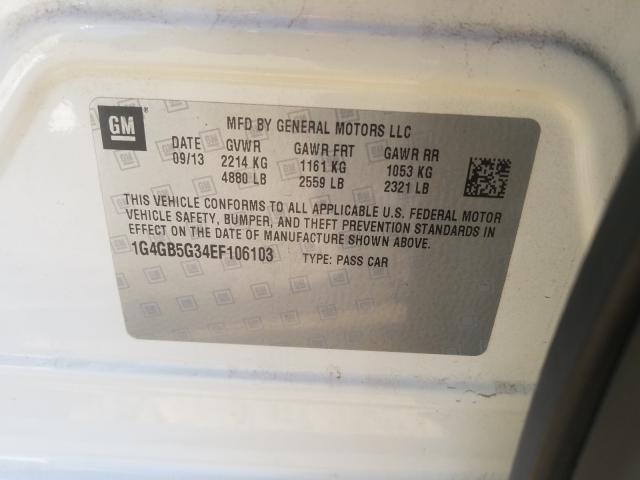 GM
MFD BY GENERAL MOTORS LLC
DATE GVWR GAWR FRT GAWR RR
09/13 2214 KG 1161 KG 1053 KG
4880 LB 2559 LB 2321 LB
THIS VEHICLE CONFORMS TO ALL APPLICABLE U.S. FEDERAL MOTOR
VEHICLE SAFETY, BUMPER, AND THEFT PREVENTION STANDARDS IN
EFFECT ON THE DATE OF MANUFACTURE SHOWN ABOVE.
1G4GB5G34EF106103 TYPE: PASS CAR